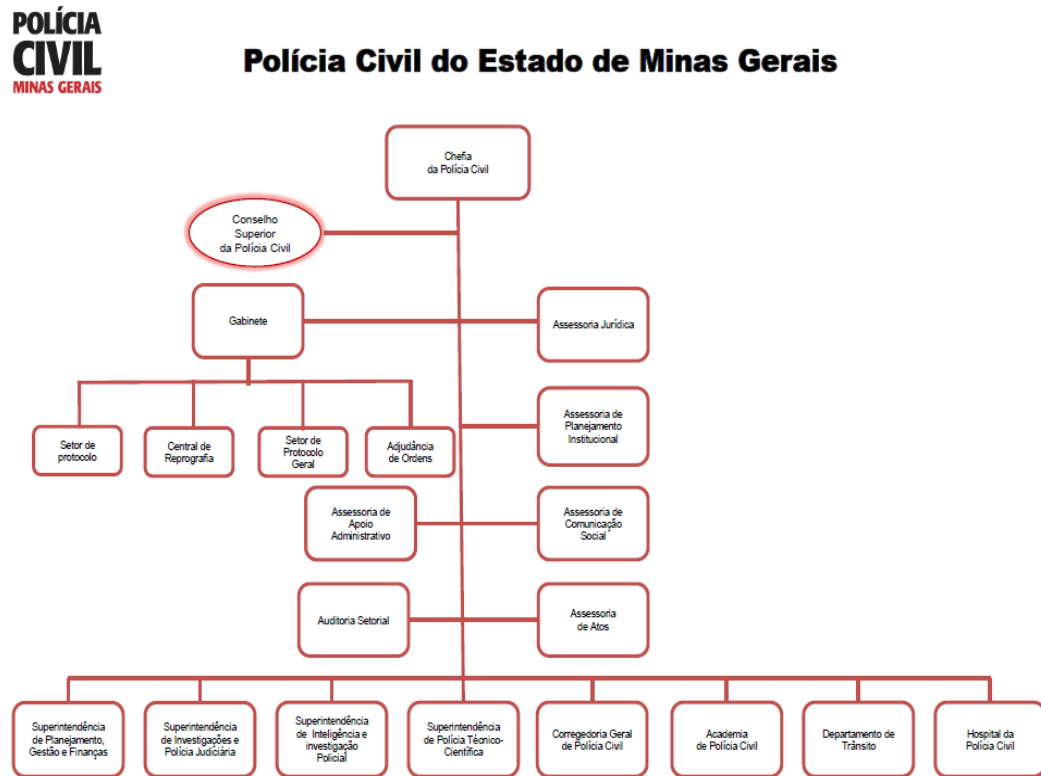 POLÍCIA
CIVIL
MINAS GERAIS
Polícia Civil do Estado de Minas Gerais
Chefia
da Polícia Civil
Conselho
Superior
da Polícia Civil
Gabinete
Assessoria Jurídica
Assessoria de
Planejamento
Institucional
Setor de
protocolo
Central de
Reprografia
Setor de
Protocolo
Geral
Adjudância
de Ordens
Assessoria de
Apoio
Administrativo
Assessoria de
Comunicação
Social
Auditoria Setorial
Assessoria
de Atos
Superintendência
de Planejamento,
Gestão e Finanças
Superintendência
de Investigações e
Polícia Judiciária
Superintendência
de Inteligência e
investigação
Policial
Superintendência
de Polícia Técnico-
Científica
Corregedoria Geral
de Polícia Civil
Academia
de Polícia Civil
Departamento de
Trânsito
Hospital da
Polícia Civil